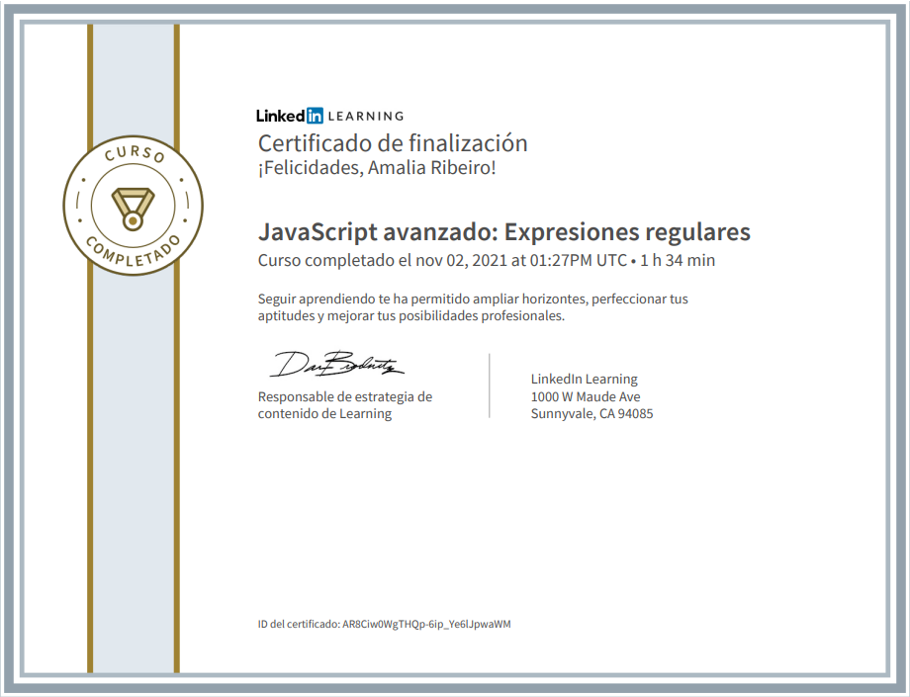 LinkedIn LEARNING
Certificado de finalización
¡Felicidades, Amalia Ribeiro!
CURSO
COMPLETADO
JavaScript avanzado: Expresiones regulares
Curso completado el nov 02, 2021 at 01:27PM UTC • 1 h 34 min
Seguir aprendiendo te ha permitido ampliar horizontes, perfeccionar tus
aptitudes y mejorar tus posibilidades profesionales.
Responsable de estrategia de
contenido de Learning
LinkedIn Learning
1000 W Maude Ave
Sunnyvale, CA 94085
ID del certificado: AR8Ciw0WgTHQp-6ip_Ye6lJpwaWM